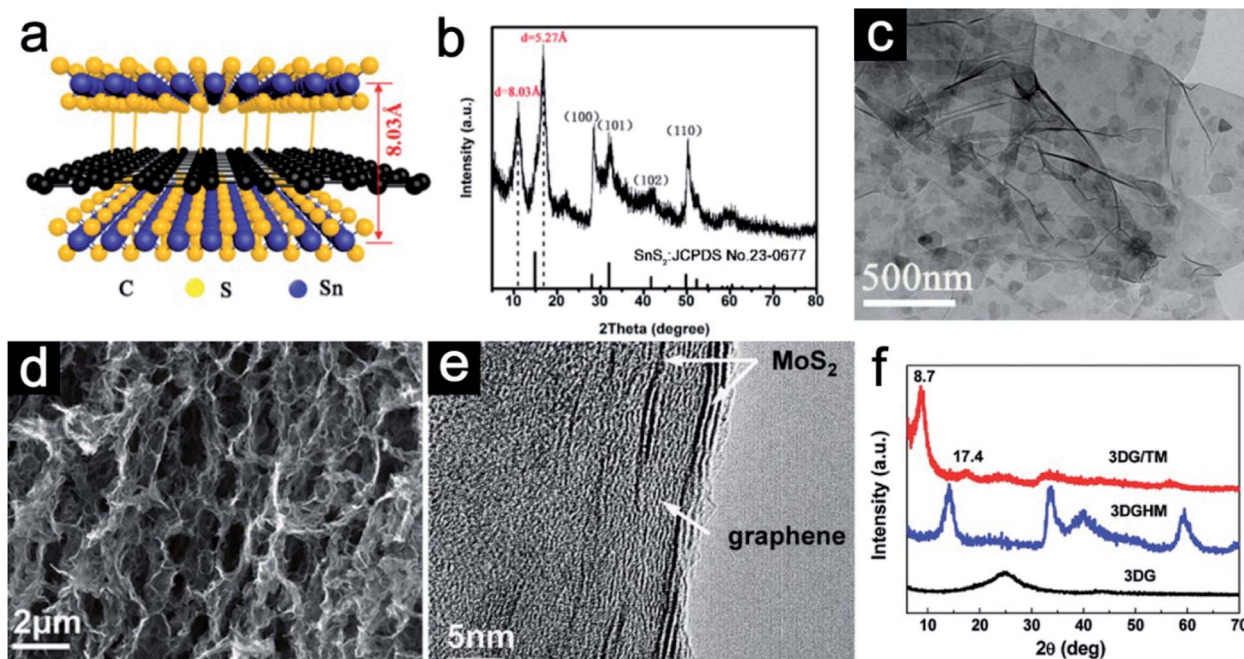 a
8.03Å
C S Sn
b
d=5.27Å
d=8.03Å
(100)
(101)
(102)
(110)
Intensity (a.u.)
SnS₂:JCPDS No.23-0677
10 20 30 40 50 60 70 80
2Theta (degree)
c
500nm
d
2μm
e
MoS₂
graphene
5nm
f
8.7
17.4
3DG/TM
3DGHM
3DG
Intensity (a.u.)
10 20 30 40 50 60 70
2θ (deg)